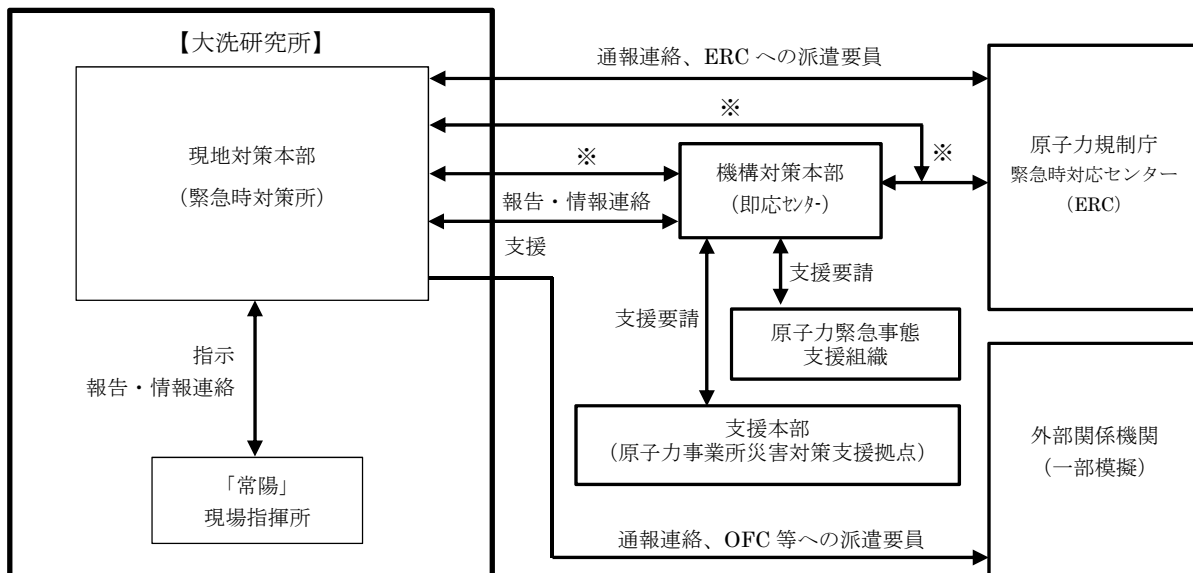 【大洗研究所】
現地対策本部
（緊急時対策所）
指示
報告・情報連絡
「常陽」
現場指揮所
通報連絡、ERC への派遣要員
※
※
※
報告・情報連絡
支援
機構対策本部
（即応ｾﾝﾀｰ）
支援要請
支援要請
原子力緊急事態
支援組織
支援本部
（原子力事業所災害対策支援拠点）
原子力規制庁
緊急時対応センター
（ERC）
外部関係機関
（一部模擬）
通報連絡、OFC 等への派遣要員